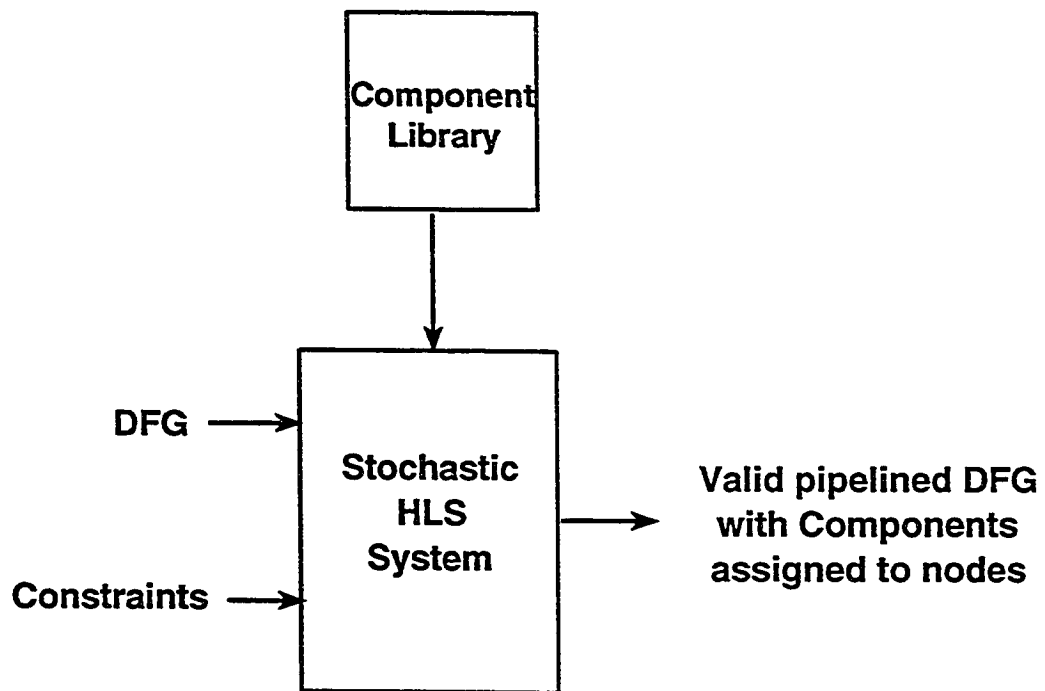 Component
Library
DFG
Stochastic
HLS
System
Constraints
Valid pipelined DFG
with Components
assigned to nodes